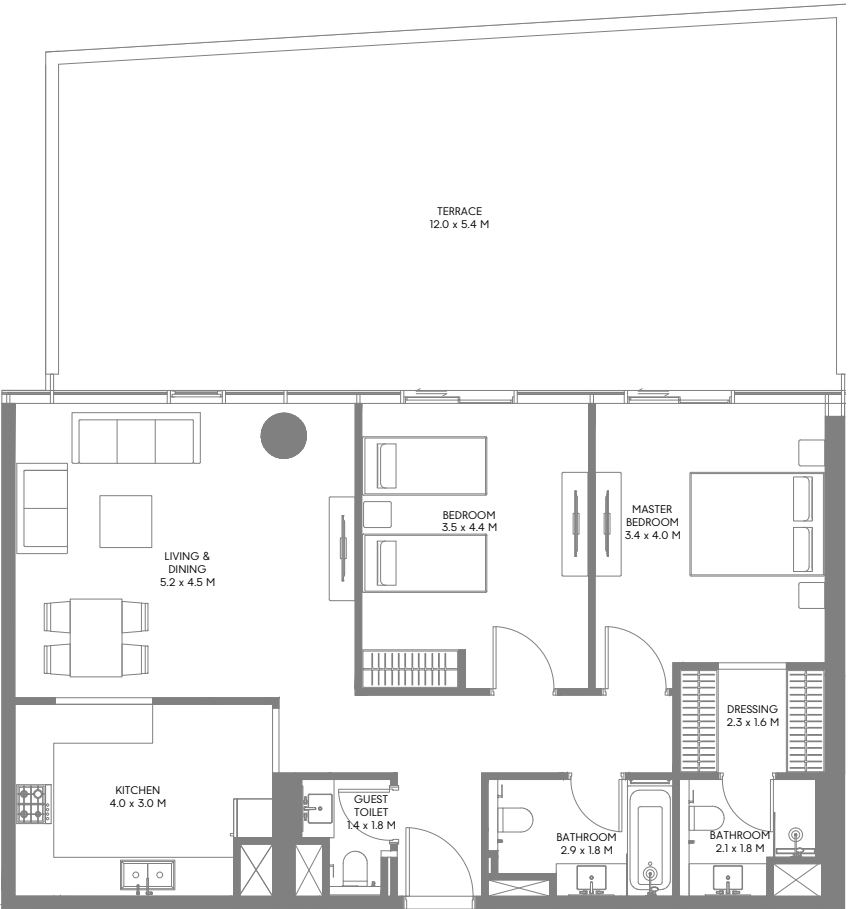 TERRACE
12.0 x 5.4 M
BEDROOM
3.5 x 4.4 M
MASTER
BEDROOM
3.4 x 4.0 M
LIVING &
DINING
5.2 x 4.5 M
DRESSING
2.3 x 1.6 M
KITCHEN
4.0 x 3.0 M
GUEST
TOILET
1.4 x 1.8 M
BATHROOM
2.9 x 1.8 M
BATHROOM
2.1 x 1.8 M